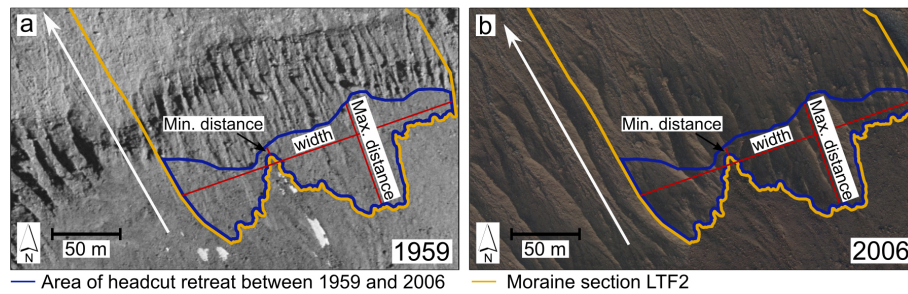 a
Min. distance
width
Max. distance
N
50 m
1959
b
Min. distance
width
Max. distance
N
50 m
2006
Area of headcut retreat between 1959 and 2006
Moraine section LTF2